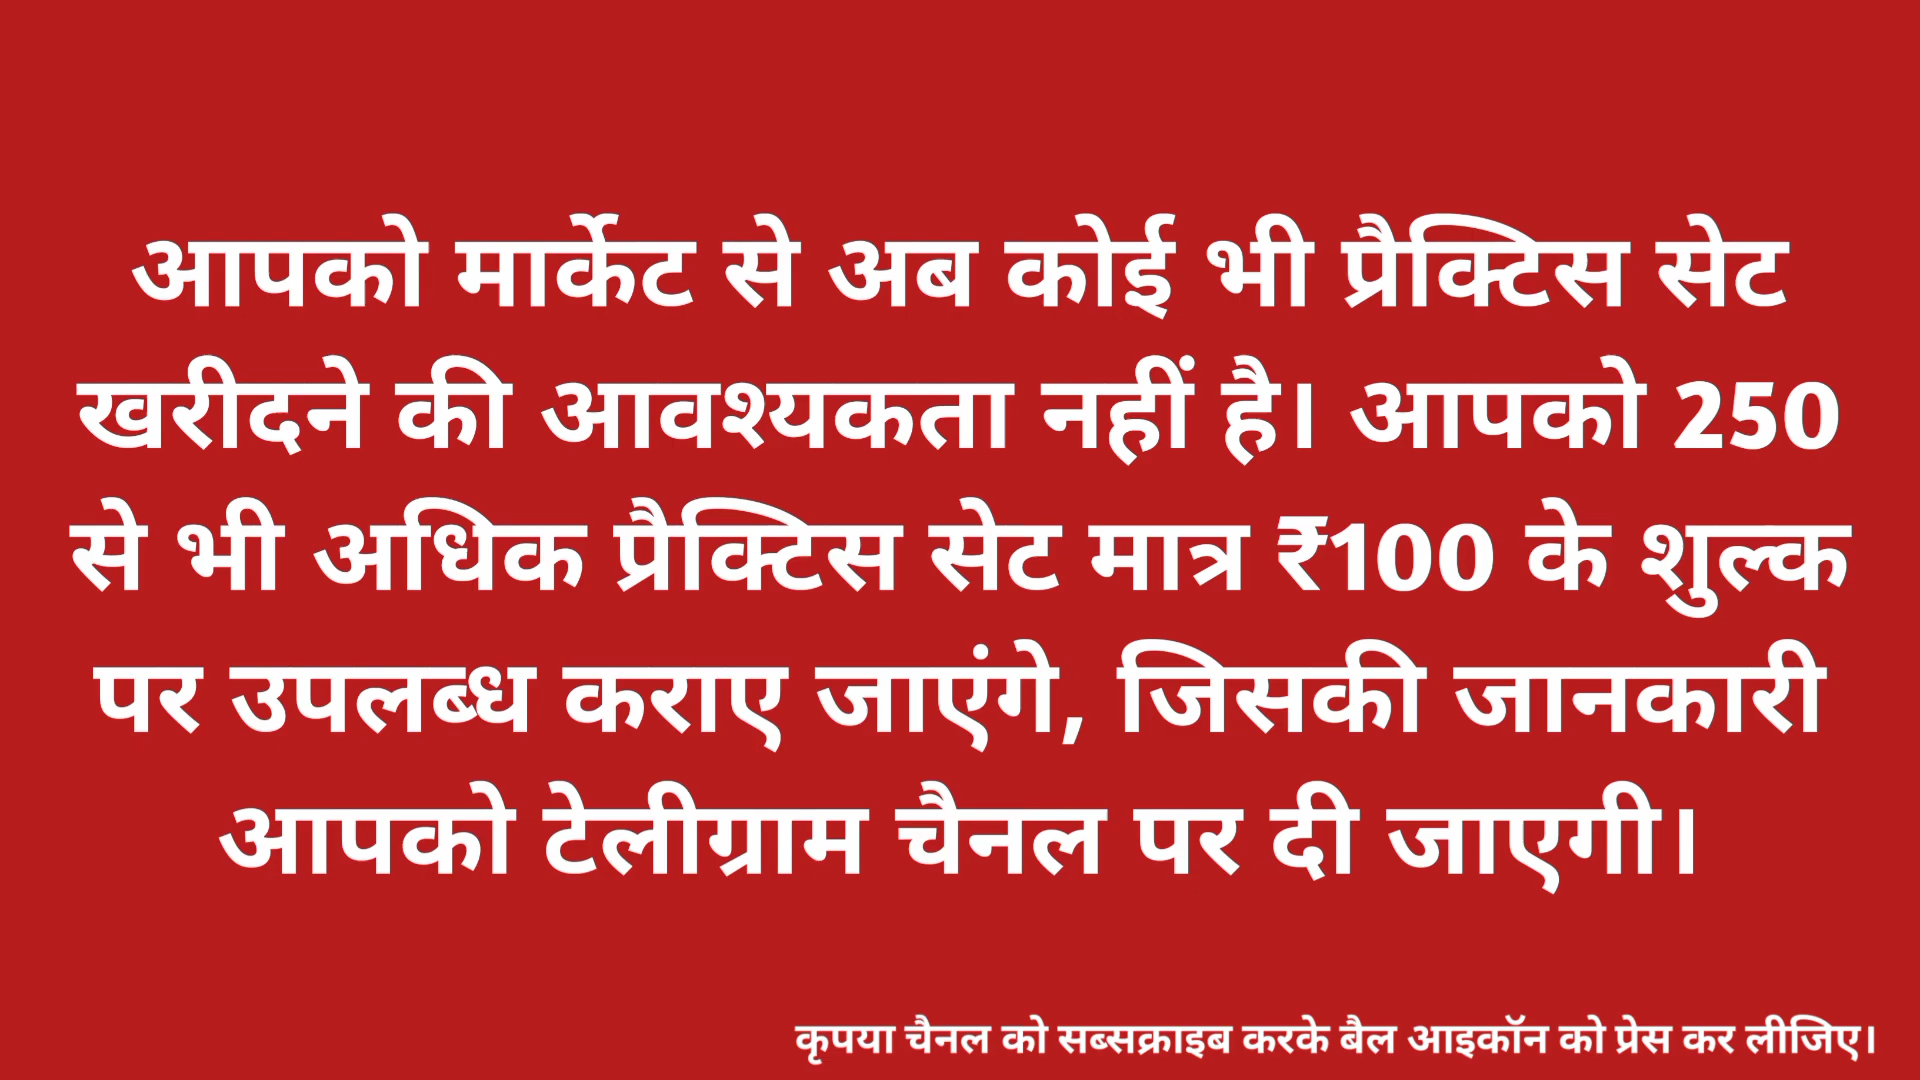 आपको मार्केट से अब कोई भी प्रैक्टिस सेट
खरीदने की आवश्यकता नहीं है। आपको 250
से भी अधिक प्रैक्टिस सेट मात्र ₹100 के शुल्क
पर उपलब्ध कराए जाएंगे, जिसकी जानकारी
आपको टेलीग्राम चैनल पर दी जाएगी।
कृपया चैनल को सब्सक्राइब करके बैल आइकॉन को प्रेस कर लीजिए।